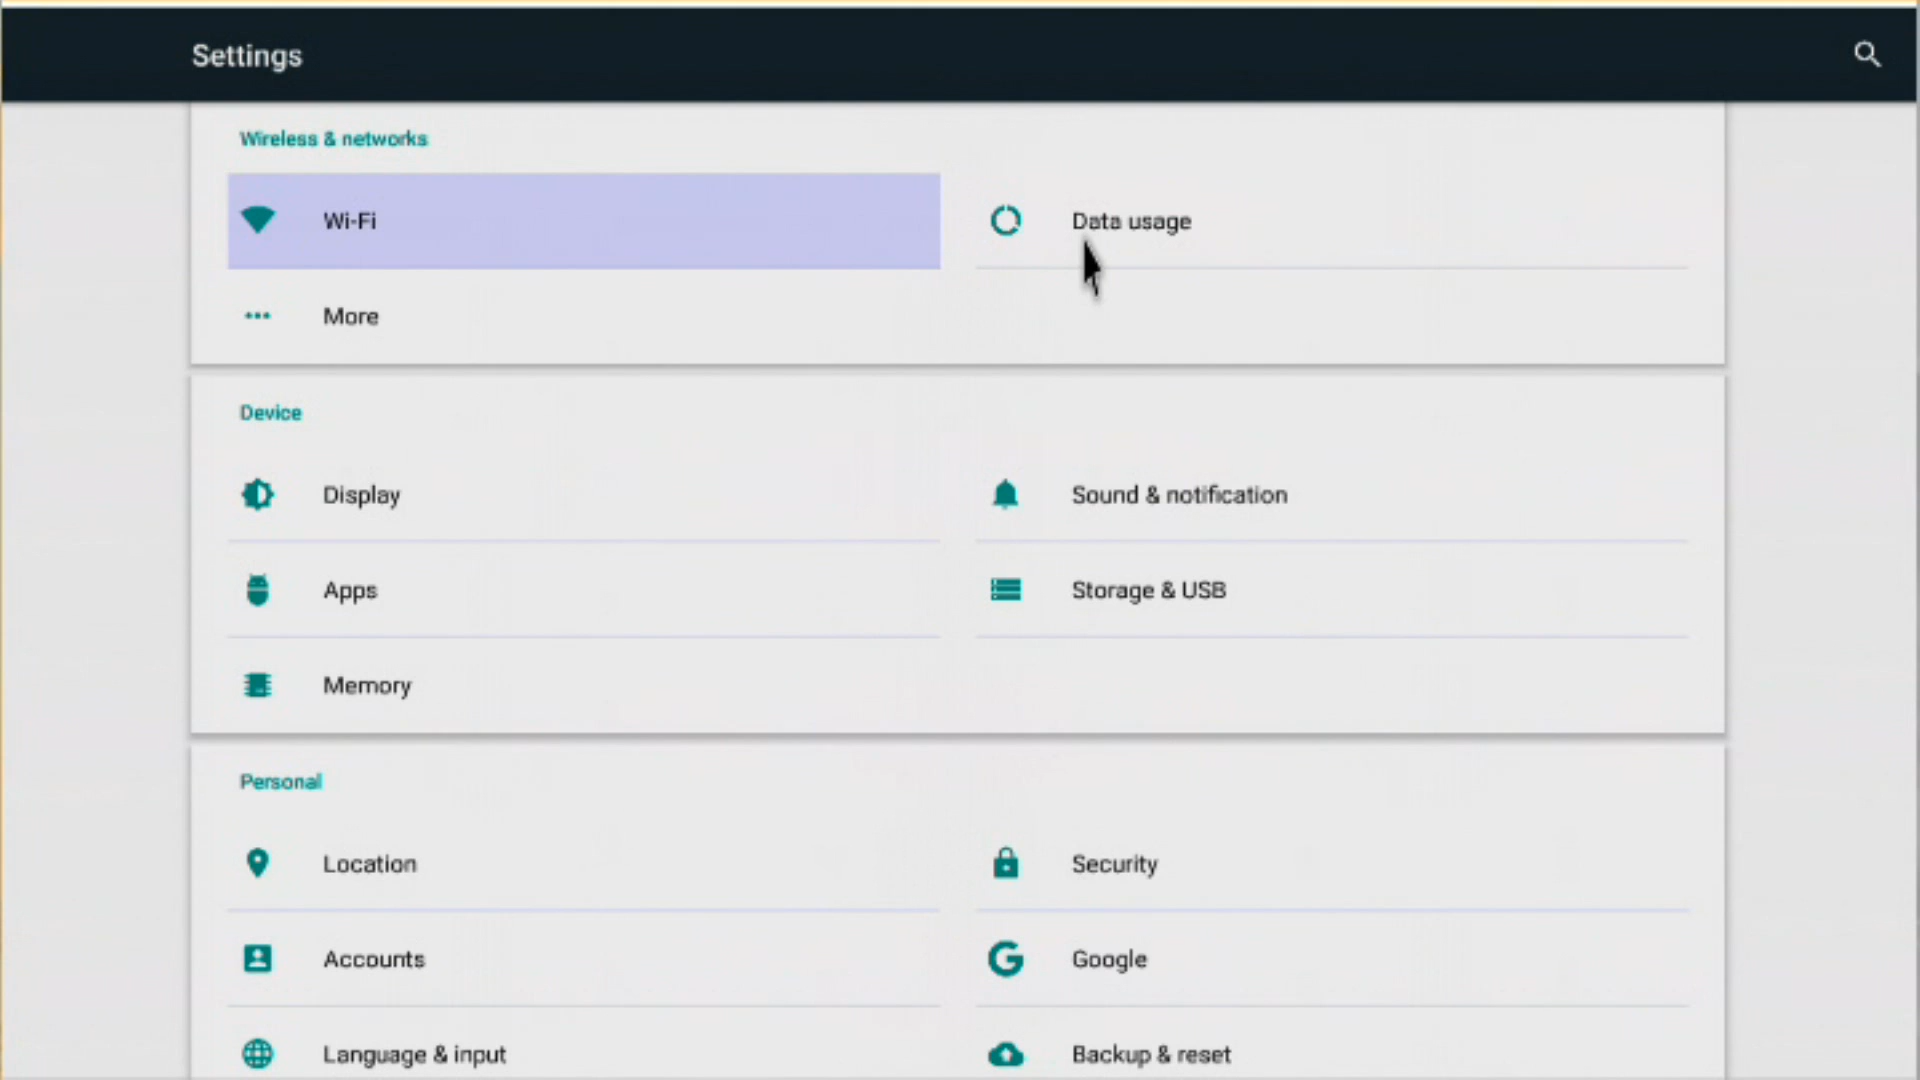 Settings
Wireless & networks
Wi-Fi
Data usage
More
Device
Display
Sound & notification
Apps
Storage & USB
Memory
Personal
Location
Security
Accounts
Google
Language & input
Backup & reset